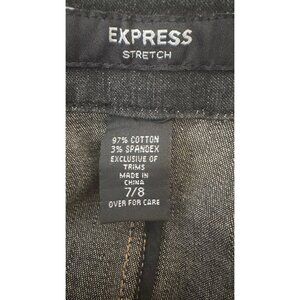 EXPRESS
STRETCH
97% COTTON
3% SPANDEX
EXCLUSIVE OF
TRIMS
MADE IN
CHINA
7/8
OVER FOR CARE